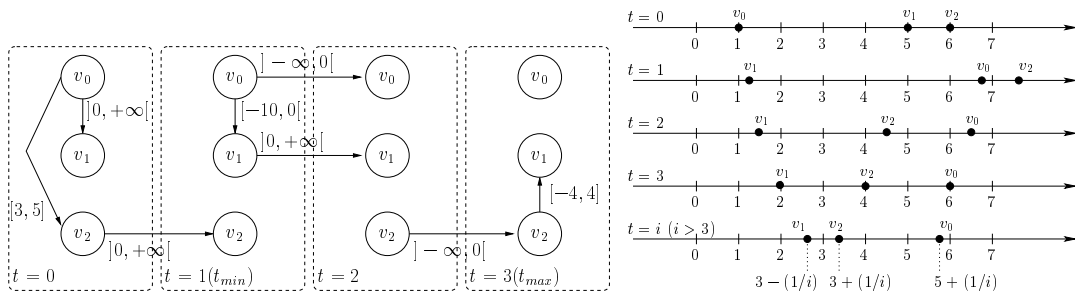 v0 v0 ]−∞,0[ v0 v0
]0,+∞[ [−10,0[
v1 v1 ]0,+∞[ v1 v1
[3,5] [−4,4]
v2 ]0,+∞[ v2 v2 ]−∞,0[ v2
t = 0 t = 1(tmin) t = 2 t = 3(tmax)
t = 0 v0 v1 v2
0 1 2 3 4 5 6 7
t = 1 v1 v0 v2
0 1 2 3 4 5 6 7
t = 2 v1 v2 v0
0 1 2 3 4 5 6 7
t = 3 v1 v2 v0
0 1 2 3 4 5 6 7
t = i (i > 3) v1 v2 v0
0 1 2 3 4 5 6 7
3 − (1/i) 3 + (1/i) 5 + (1/i)